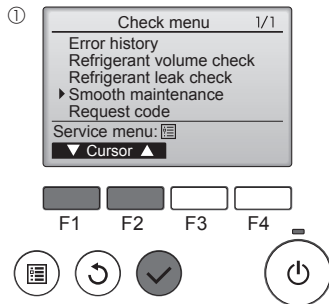 ①
Check menu 1/1
Error history
Refrigerant volume check
Refrigerant leak check
Smooth maintenance
Request code
Service menu:
▼ Cursor ▲
F1 F2 F3 F4